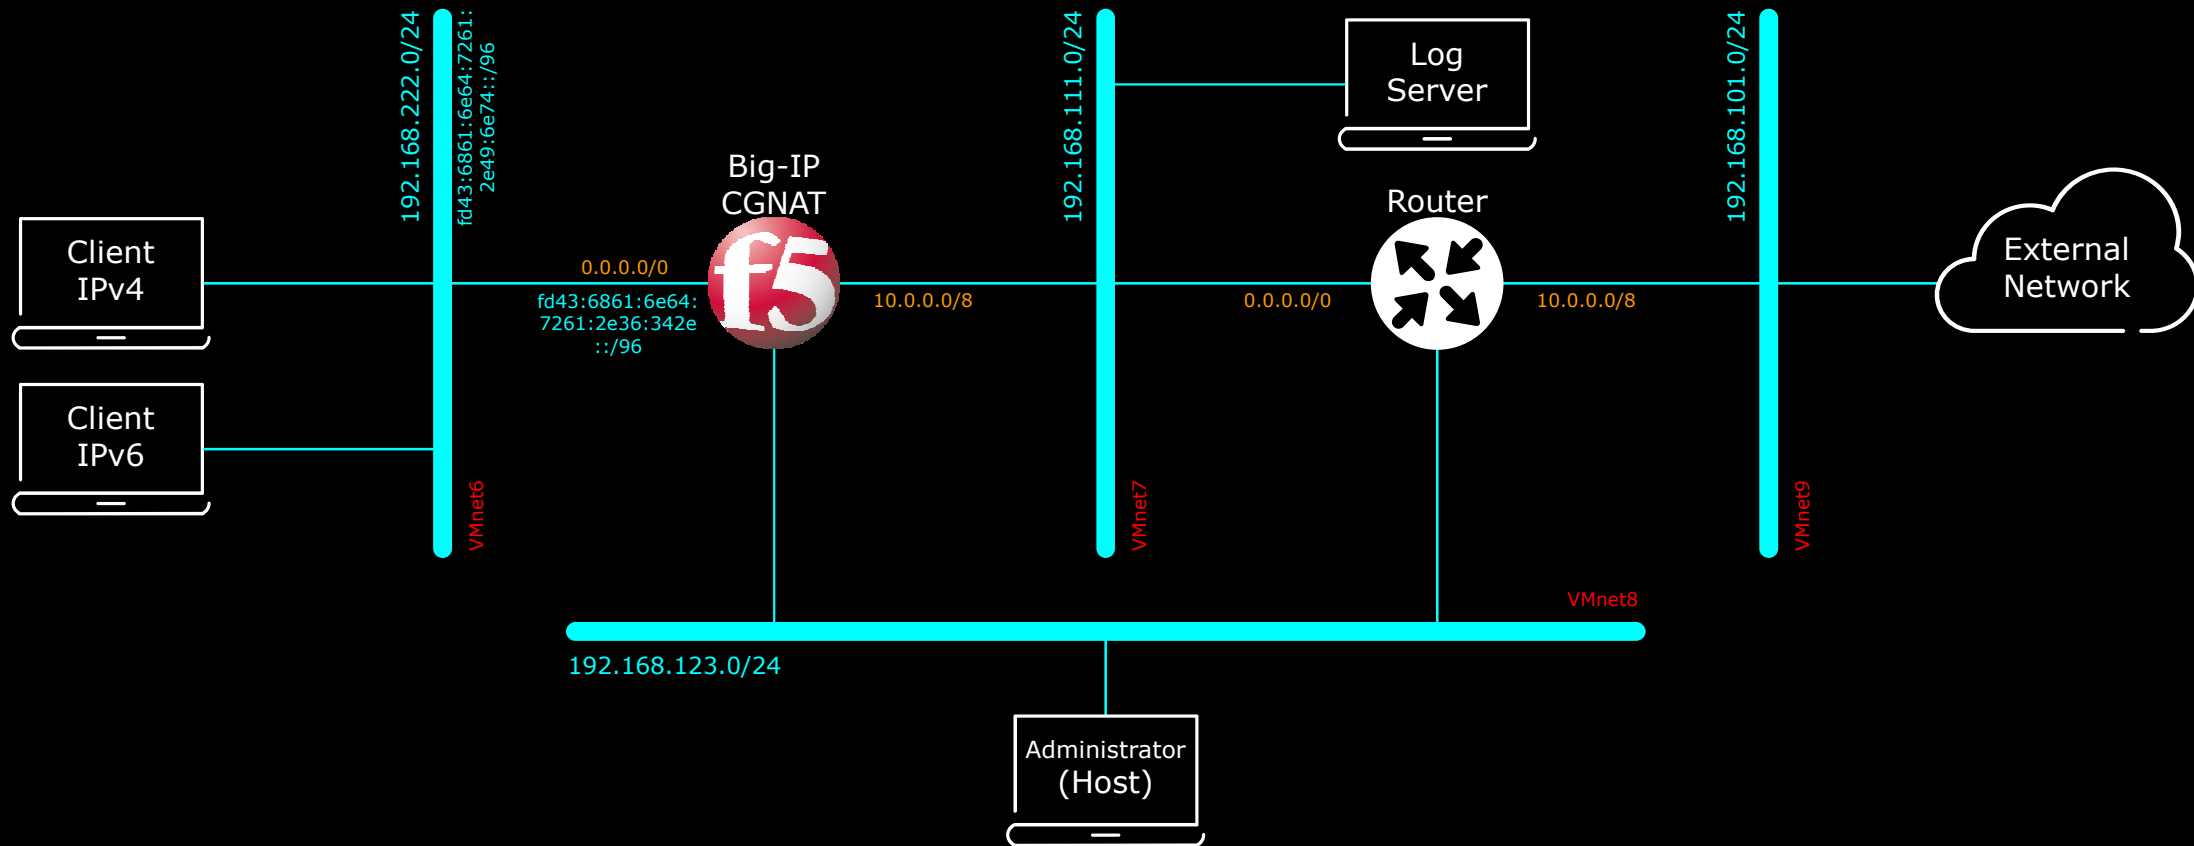 192.168.222.0/24
fd43:6861:6e64:7261:
2e49:6e74::/96
192.168.111.0/24
192.168.101.0/24
Log
Server
Big-IP
CGNAT
f5
Router
Client
IPv4
0.0.0.0/0
fd43:6861:6e64:
7261:2e36:342e
::/96
10.0.0.0/8
0.0.0.0/0
10.0.0.0/8
External
Network
Client
IPv6
VMnet6
VMnet7
VMnet9
VMnet8
192.168.123.0/24
Administrator
(Host)